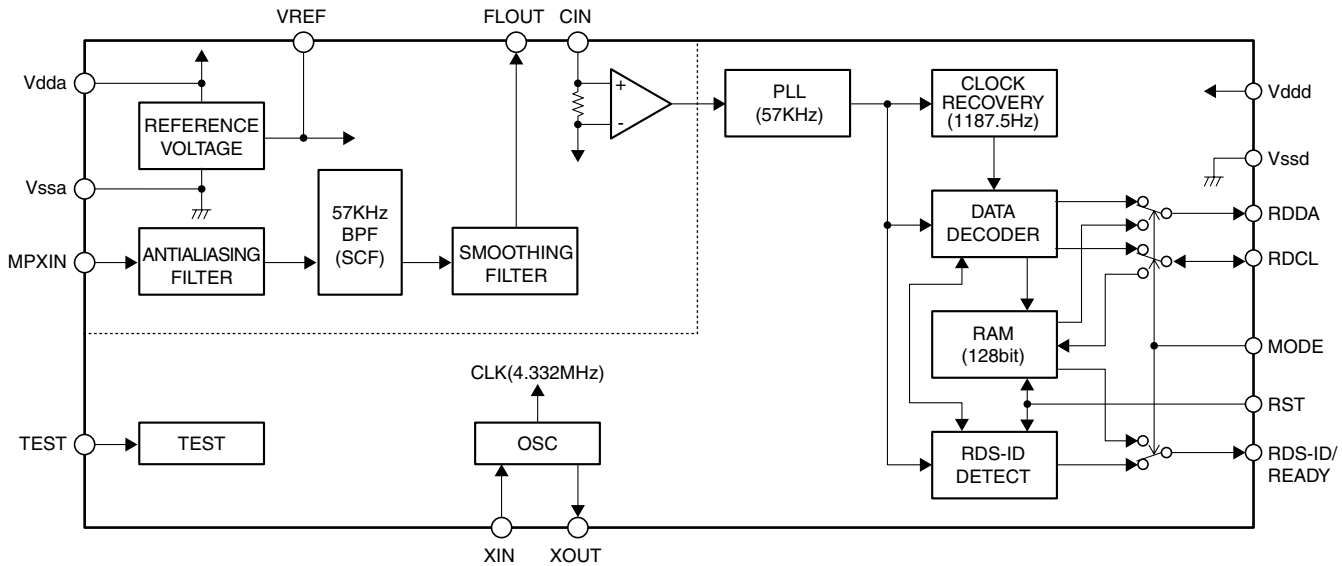 VREF
FLOUT
CIN
Vdda
REFERENCE
VOLTAGE
+
-
PLL
(57KHz)
CLOCK
RECOVERY
(1187.5Hz)
Vddd
Vssd
Vssa
57KHz
BPF
(SCF)
DATA
DECODER
RDDA
MPXIN
ANTIALIASING
FILTER
SMOOTHING
FILTER
RDCL
RAM
(128bit)
MODE
CLK(4.332MHz)
RST
TEST
TEST
OSC
RDS-ID
DETECT
RDS-ID/
READY
XIN
XOUT